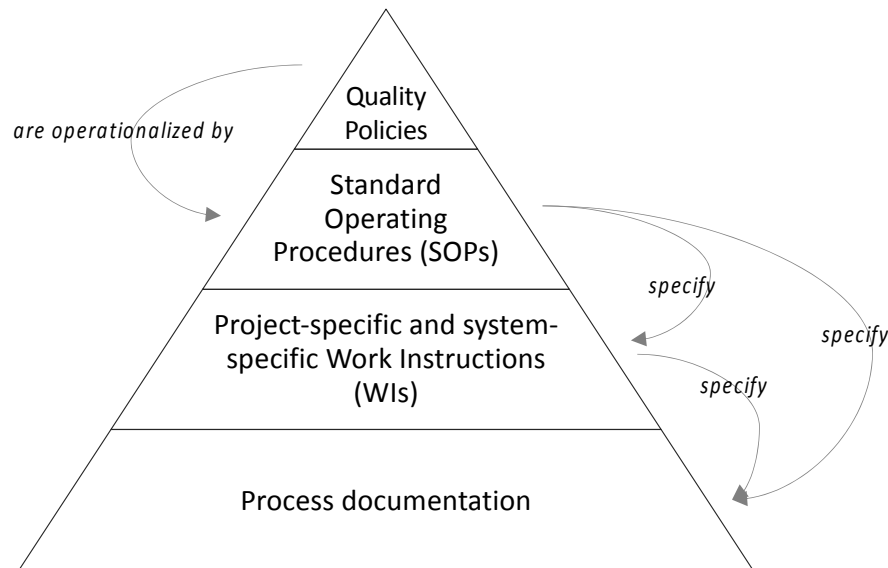 Quality
Policies
are operationalized by
Standard
Operating
Procedures (SOPs)
specify
specify
Project-specific and system-
specific Work Instructions
(WIs)
specify
Process documentation